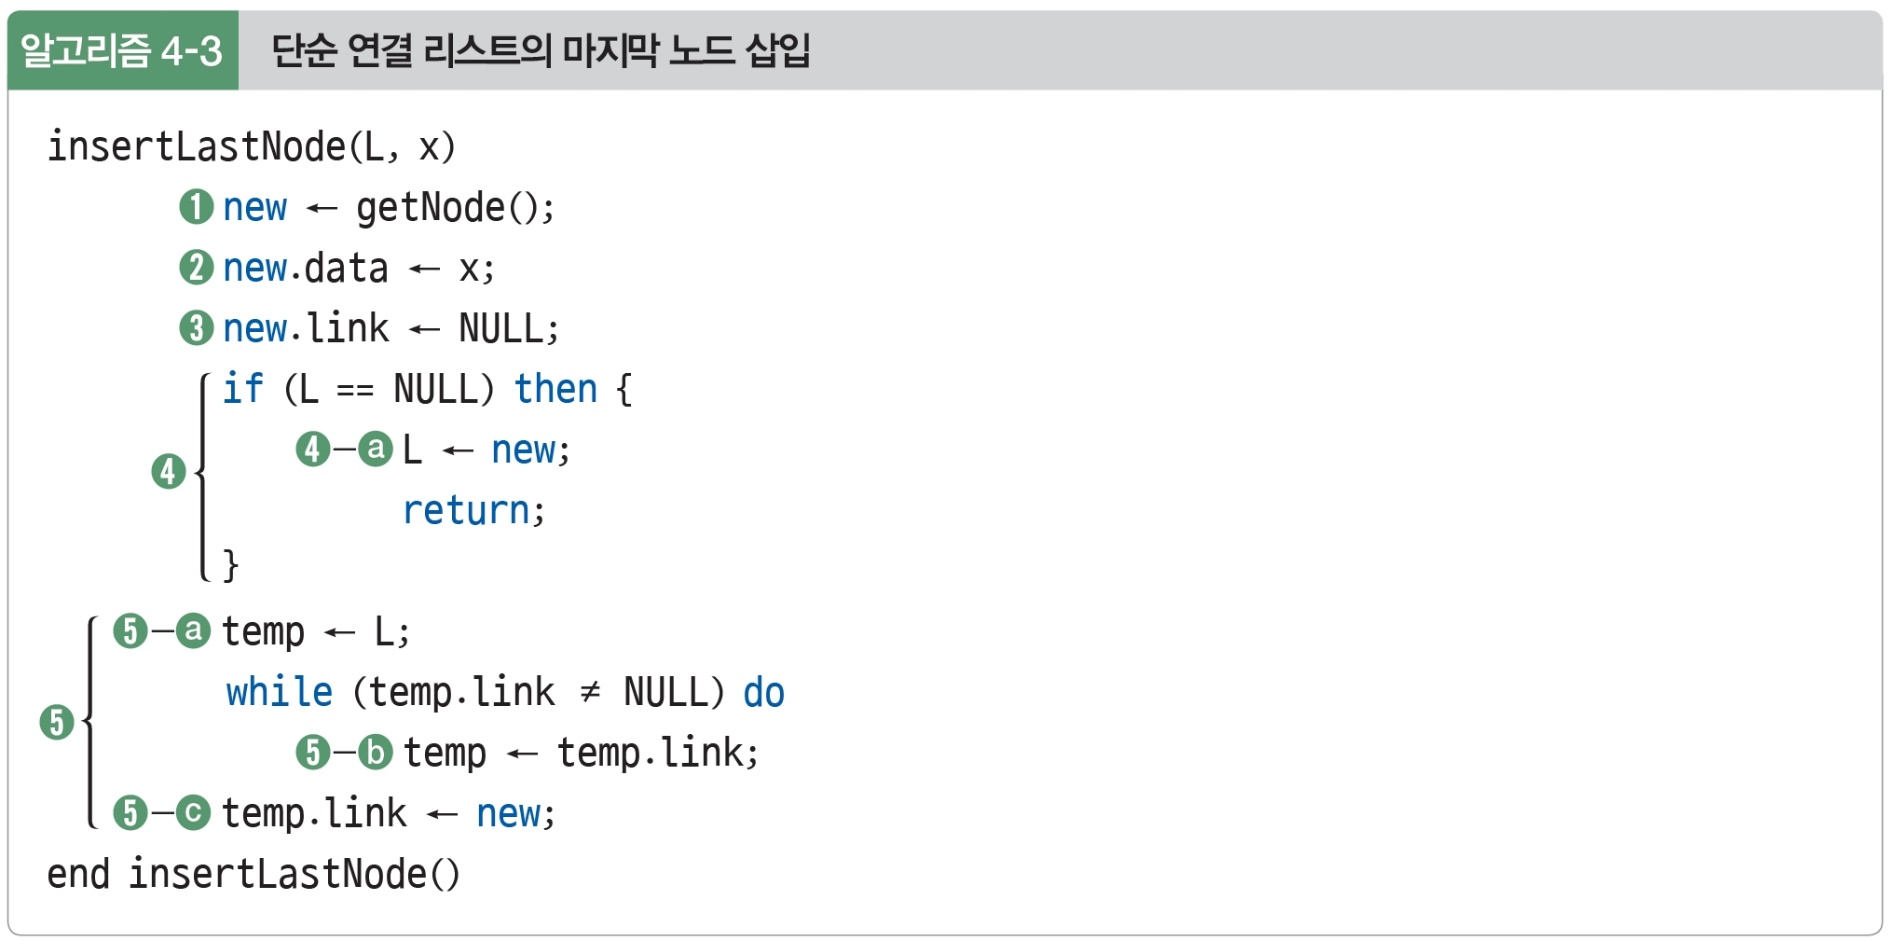 알고리즘 4-3 단순 연결 리스트의 마지막 노드 삽입
insertLastNode(L, x)
❶ new ← getNode();
❷ new.data ← x;
❸ new.link ← NULL;
if (L == NULL) then {
❹-ⓐ L ← new;
❹
return;
}
❺-ⓐ temp ← L;
while (temp.link ≠ NULL) do
❺
❺-ⓑ temp ← temp.link;
❺-ⓒ temp.link ← new;
end insertLastNode()